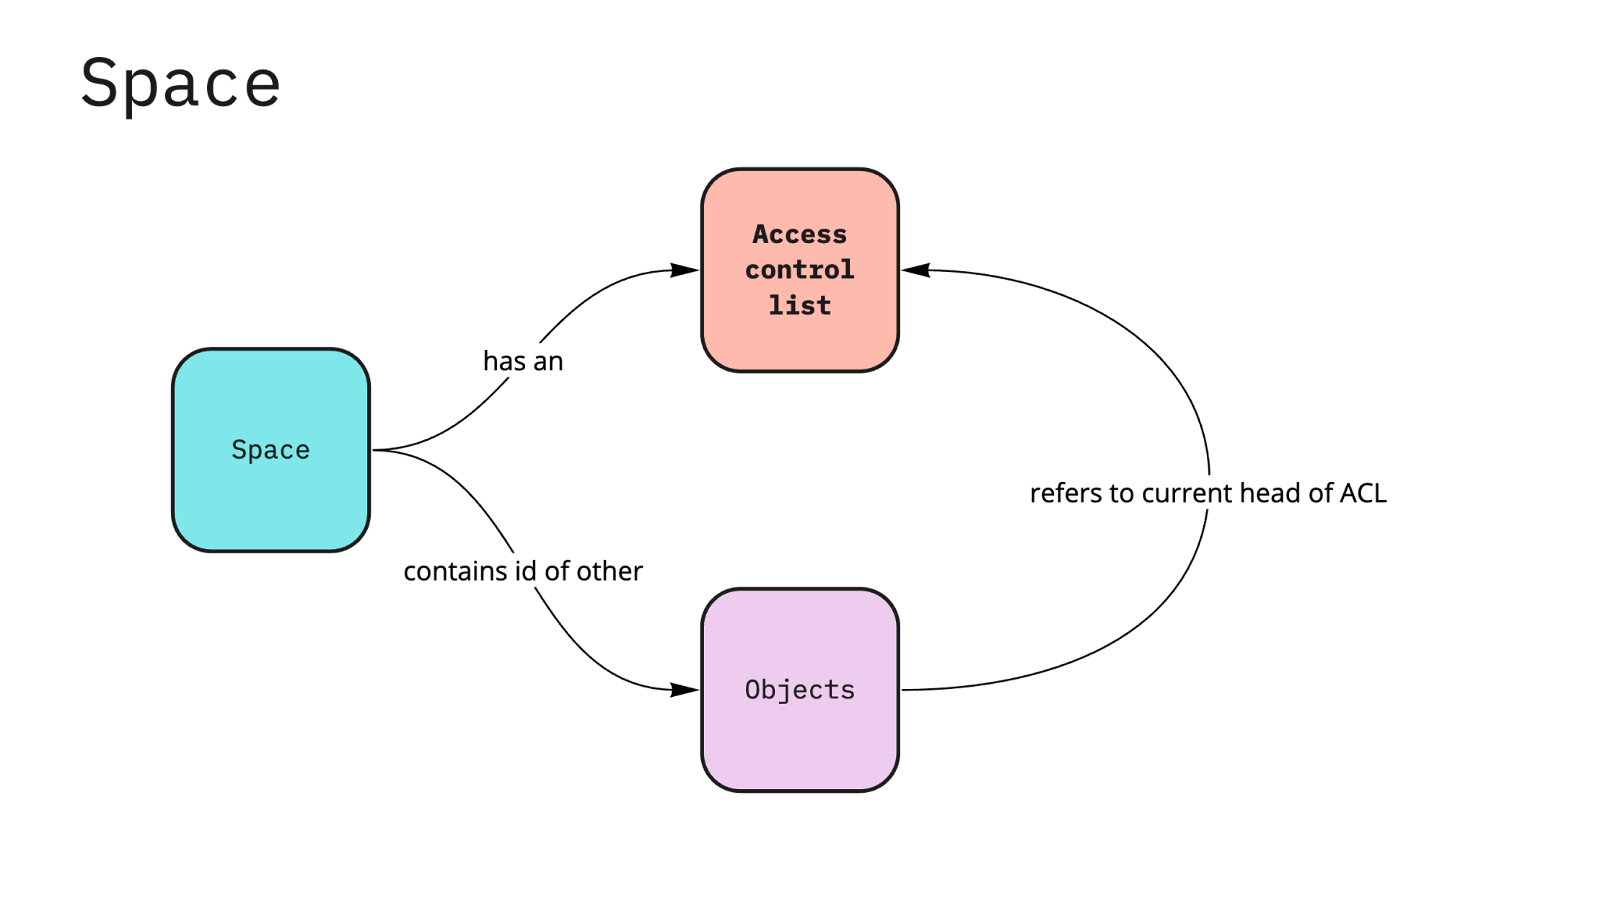 Space
Access
control
list
has an
Space
refers to current head of ACL
contains id of other
Objects